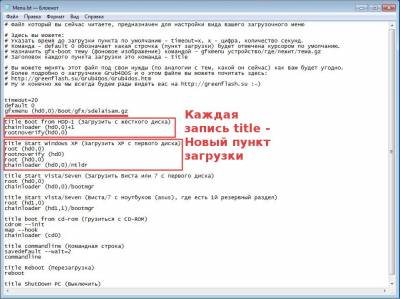 Menu.lst — блокнот
Файл Правка Формат Вид Справка
# Файл который вы сейчас читаете, предназначен для настройки вида вашего загрузочного меню
# Здесь вы можете:
# Указать время до загрузки пункта по умолчанию - timeout=x, x - цифра, количество секунд.
# Команда - default 0 обозначает какая строчка (пункт загрузки) будет отмечена курсором по умолчанию.
# Назначить gfx-boot тему (фоновое изображение) командой - gfxmenu устройство/где/лежит/тема.gz
# Заголовок каждого пункта загрузки это команда - title
# Вы можете менять этот файл под свои нужды (по аналогии с тем, какой он сейчас) как вам будет угодно.
# Более подробно о загрузчике Grub4DOS и о этом файле вы можете почитать здесь:
# http://greenflash.su/Grub4Dos/Grub4dos.htm
# Ну и конечно же мы всегда будем рады видеть вас на http://greenflash.su :-)
timeout=20
default 0
gfxmenu (hd0,0)/Boot/gfx/sdelaisam.gz
title Boot from HDD-1 (Загрузить с жесткого диска)
chainloader (hd0,0)+1
rootnoverify(hd0,0)
Каждая
запись title -
Новый пункт
загрузки
title Start Windows XP (Загрузить XP с первого диска)
root (hd0,0)
rootnoverify (hd0)
root (hd0,0)
chainloader (hd0,0)/ntldr
title Start Vista/Seven (Загрузить Виста или 7 с первого диска)
root (hd0,0)
chainloader (hd0,0)/bootmgr
title Start Vista/Seven (Виста/7 с ноутбуков (asus), где есть 1й резервный раздел)
root (hd0,1)
chainloader (hd1,1)/bootmgr
title Boot from cd-rom (Грузиться с CD-ROM)
cdrom --init
map --hook
chainloader (cd0)
title commandline (Командная строка)
savedefault --wait=2
commandline
title Reboot (Перезагрузка)
reboot
title ShutDown PC (Выключить)